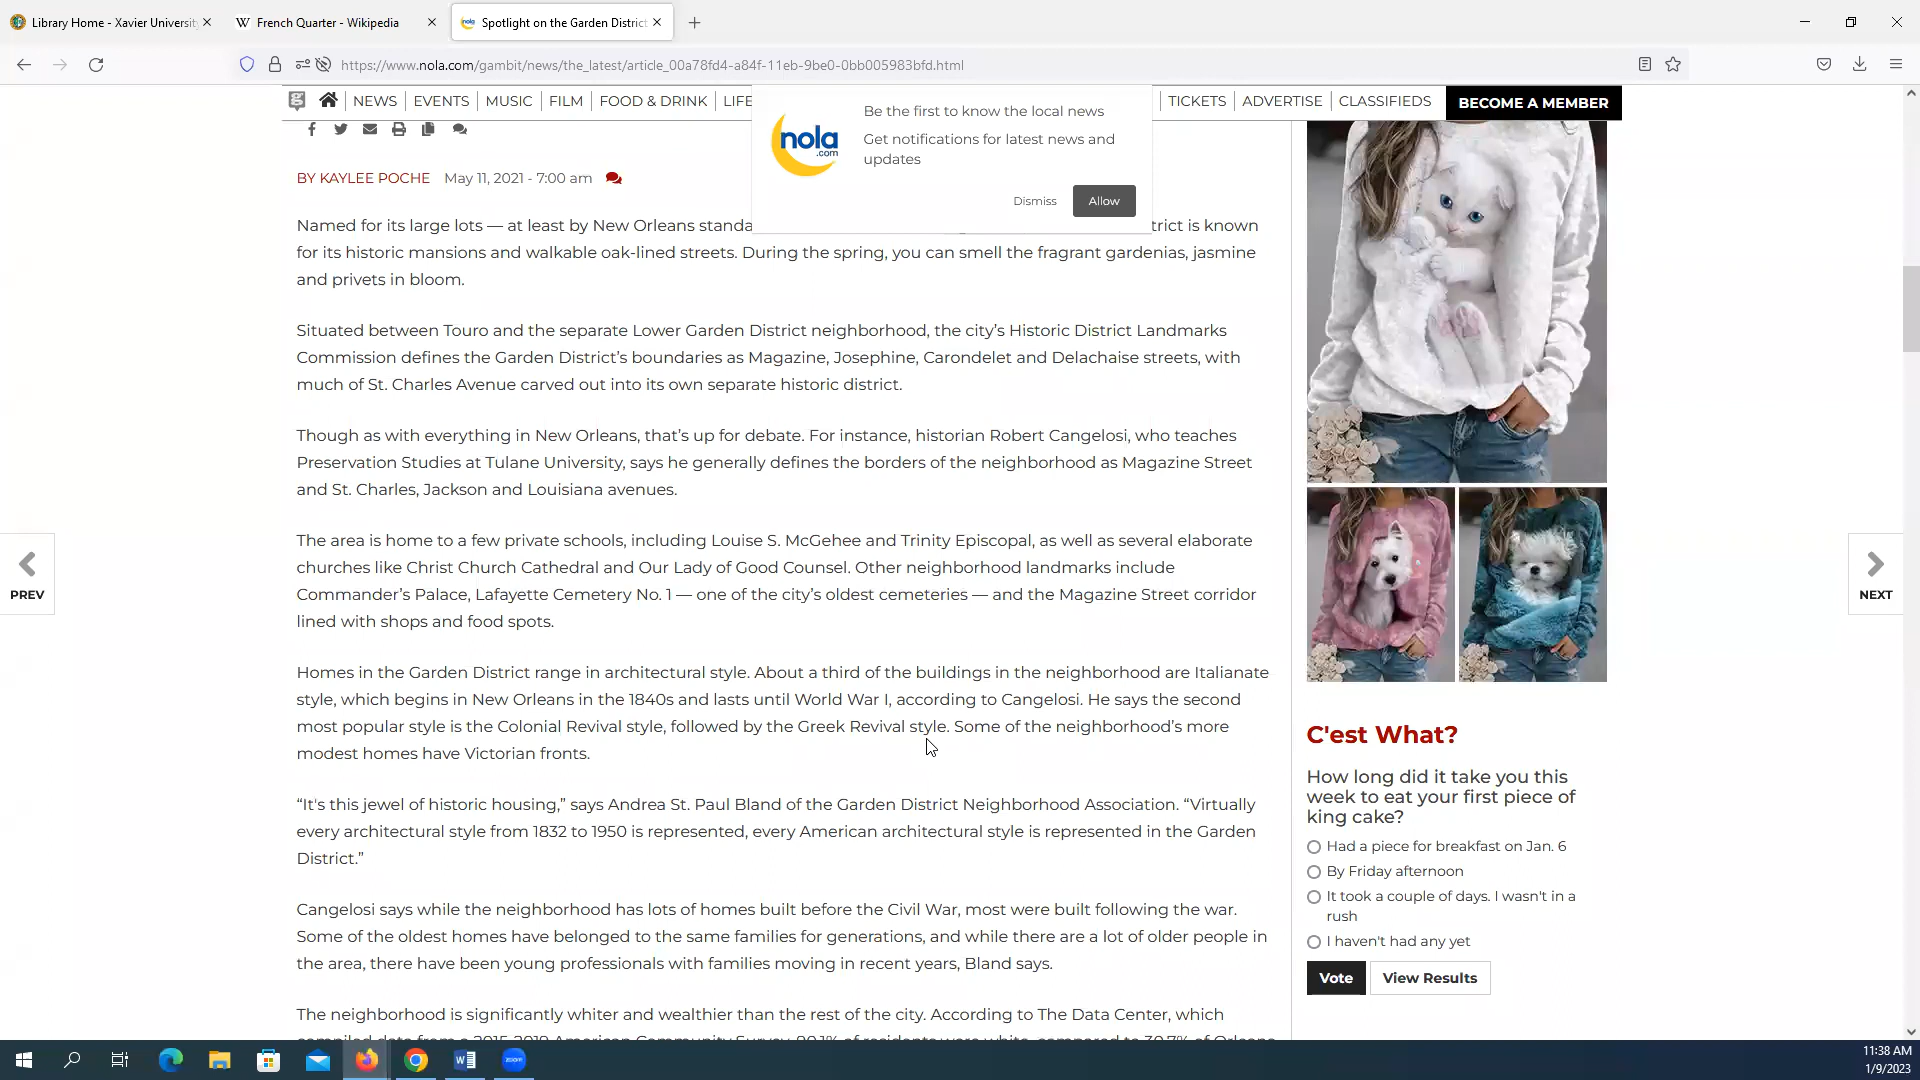 Library Home - Xavier Universit
French Quarter - Wikipedia
Spotlight on the Garden District
https://www.nola.com/gambit/news/the_latest/article_00a78fd4-a84f-11eb-9be0-0bb005983bfd.html
NEWS EVENTS MUSIC FILM FOOD & DRINK LIFE TICKETS ADVERTISE CLASSIFIEDS BECOME A MEMBER
nola
.com
Be the first to know the local news
Get notifications for latest news and
updates
Dismiss Allow
BY KAYLEE POCHE May 11, 2021 - 7:00 am
Named for its large lots — at least by New Orleans standa trict is known
for its historic mansions and walkable oak-lined streets. During the spring, you can smell the fragrant gardenias, jasmine
and privets in bloom.
Situated between Touro and the separate Lower Garden District neighborhood, the city’s Historic District Landmarks
Commission defines the Garden District’s boundaries as Magazine, Josephine, Carondelet and Delachaise streets, with
much of St. Charles Avenue carved out into its own separate historic district.
Though as with everything in New Orleans, that’s up for debate. For instance, historian Robert Cangelosi, who teaches
Preservation Studies at Tulane University, says he generally defines the borders of the neighborhood as Magazine Street
and St. Charles, Jackson and Louisiana avenues.
The area is home to a few private schools, including Louise S. McGehee and Trinity Episcopal, as well as several elaborate
churches like Christ Church Cathedral and Our Lady of Good Counsel. Other neighborhood landmarks include
Commander’s Palace, Lafayette Cemetery No. 1 — one of the city’s oldest cemeteries — and the Magazine Street corridor
lined with shops and food spots.
Homes in the Garden District range in architectural style. About a third of the buildings in the neighborhood are Italianate
style, which begins in New Orleans in the 1840s and lasts until World War I, according to Cangelosi. He says the second
most popular style is the Colonial Revival style, followed by the Greek Revival style. Some of the neighborhood’s more
modest homes have Victorian fronts.
“It's this jewel of historic housing,” says Andrea St. Paul Bland of the Garden District Neighborhood Association. “Virtually
every architectural style from 1832 to 1950 is represented, every American architectural style is represented in the Garden
District.”
Cangelosi says while the neighborhood has lots of homes built before the Civil War, most were built following the war.
Some of the oldest homes have belonged to the same families for generations, and while there are a lot of older people in
the area, there have been young professionals with families moving in recent years, Bland says.
The neighborhood is significantly whiter and wealthier than the rest of the city. According to The Data Center, which
compiled data from a 2015-2019 American Community Survey, 90.1% of residents were white, compared to 30.7% of Orleans
PREV
NEXT
C'est What?
How long did it take you this
week to eat your first piece of
king cake?
Had a piece for breakfast on Jan. 6
By Friday afternoon
It took a couple of days. I wasn't in a
rush
I haven't had any yet
Vote View Results
zoom
11:38 AM
1/9/2023